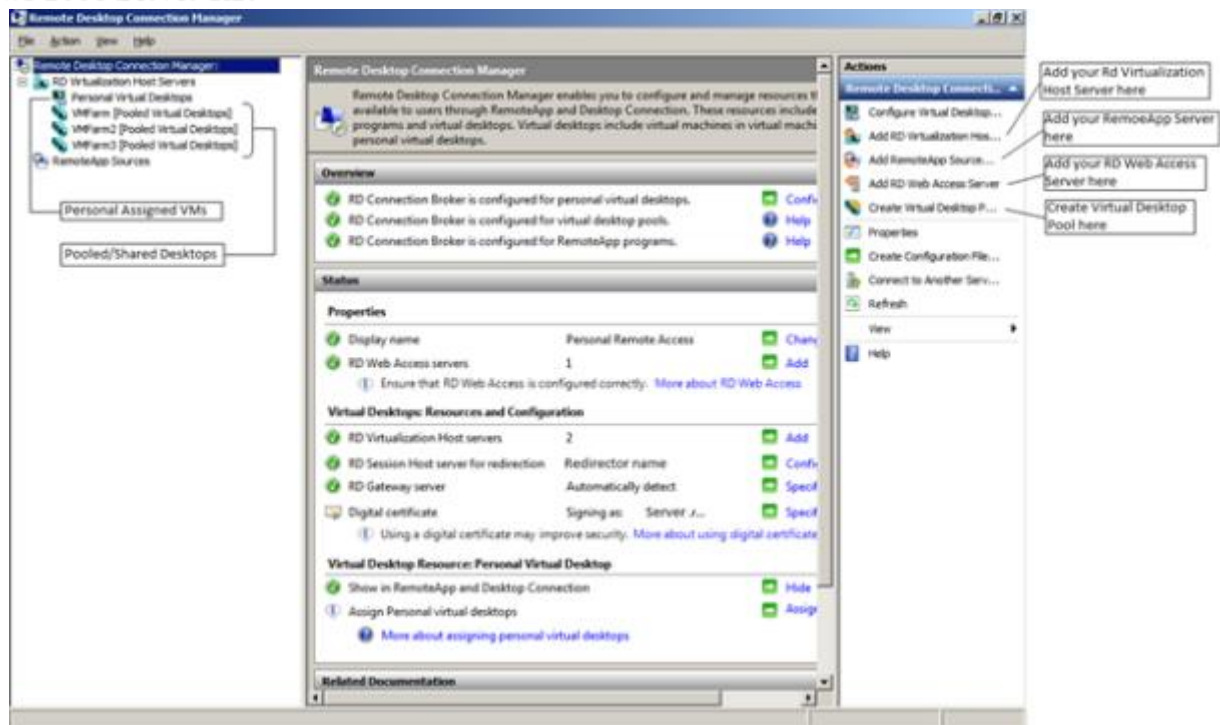 Remote Desktop Connection Manager
File Action View Help
Remote Desktop Connection Manager:
RD Virtualization Host Servers
Personal Virtual Desktops
VMFarm [Pooled Virtual Desktops]
VMFarm2 [Pooled Virtual Desktops]
VMFarm3 [Pooled Virtual Desktops]
RemoteApp Sources
Personal Assigned VMs
Pooled/Shared Desktops
Remote Desktop Connection Manager
Remote Desktop Connection Manager enables you to configure and manage resources t
available to users through RemoteApp and Desktop Connection. These resources include
programs and virtual desktops. Virtual desktops include virtual machines in virtual machi
personal virtual desktops.
Overview
RD Connection Broker is configured for personal virtual desktops. Confi
RD Connection Broker is configured for virtual desktop pools. Help
RD Connection Broker is configured for RemoteApp programs. Help
Status
Properties
Display name Personal Remote Access Chang
RD Web Access servers 1 Add
Ensure that RD Web Access is configured correctly. More about RD Web Access
Virtual Desktops: Resources and Configuration
RD Virtualization Host servers 2 Add
RD Session Host server for redirection Redirector name Confi
RD Gateway server Automatically detect Specif
Digital certificate Signing as: Server
Specif
Using a digital certificate may improve security. More about using digital certificate
Virtual Desktop Resource: Personal Virtual Desktop
Show in RemoteApp and Desktop Connection Hide
Assign Personal virtual desktops Assign
More about assigning personal virtual desktops
Related Documentation
Actions
Remote Desktop Connecti...
Configure Virtual Desktop...
Add RD Virtualization Hos...
Add RemoteApp Source...
Add RD Web Access Server
Create Virtual Desktop P...
Properties
Create Configuration File...
Connect to Another Serv...
Refresh
View
Help
Add your Rd Virtualization
Host Server here
Add your RemoeApp Server
here
Add your RD Web Access
Server here
Create Virtual Desktop
Pool here